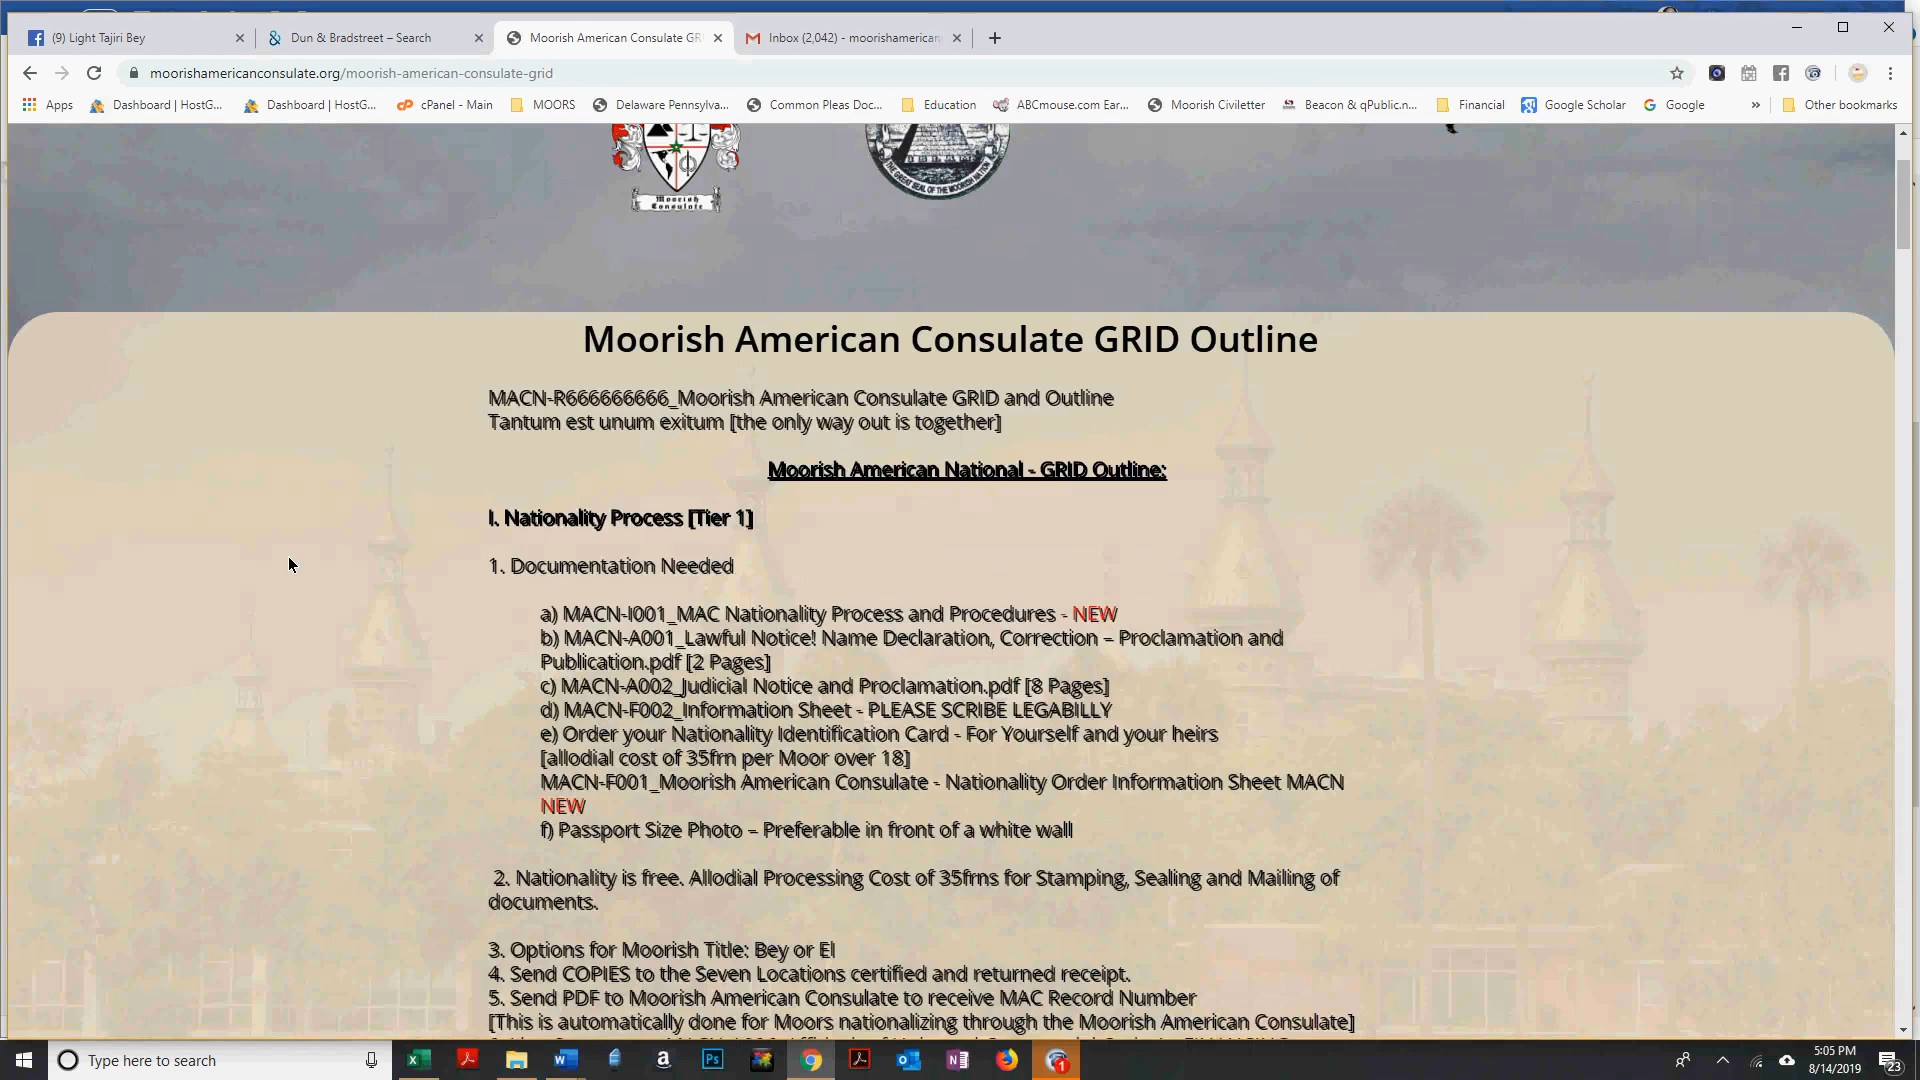 (9) Light Tajiri Bey
Dun & Bradstreet – Search
Moorish American Consulate GR
Inbox (2,042) - moorishamerican
moorishamericanconsulate.org/moorish-american-consulate-grid
Apps
Dashboard | HostG...
Dashboard | HostG...
cPanel - Main
MOORS
Delaware Pennsylva...
Common Pleas Doc...
Education
ABCmouse.com Ear...
Moorish Civiletter
Beacon & qPublic.n...
Financial
Google Scholar
Google
»
Other bookmarks
Moorish
Consulate
THE GREAT SEAL OF THE MOORISH NATION
Moorish American Consulate GRID Outline
MACN-R666666666_Moorish American Consulate GRID and Outline
Tantum est unum exitum [the only way out is together]
Moorish American National - GRID Outline:
I. Nationality Process [Tier 1]
1. Documentation Needed
a) MACN-I001_MAC Nationality Process and Procedures - NEW
b) MACN-A001_Lawful Notice! Name Declaration, Correction – Proclamation and
Publication.pdf [2 Pages]
c) MACN-A002_Judicial Notice and Proclamation.pdf [8 Pages]
d) MACN-F002_Information Sheet - PLEASE SCRIBE LEGABILLY
e) Order your Nationality Identification Card - For Yourself and your heirs
[allodial cost of 35frn per Moor over 18]
MACN-F001_Moorish American Consulate - Nationality Order Information Sheet MACN
NEW
f) Passport Size Photo – Preferable in front of a white wall
2. Nationality is free. Allodial Processing Cost of 35frns for Stamping, Sealing and Mailing of
documents.
3. Options for Moorish Title: Bey or El
4. Send COPIES to the Seven Locations certified and returned receipt.
5. Send PDF to Moorish American Consulate to receive MAC Record Number
[This is automatically done for Moors nationalizing through the Moorish American Consulate]
Type here to search
1
5:05 PM
8/14/2019
23